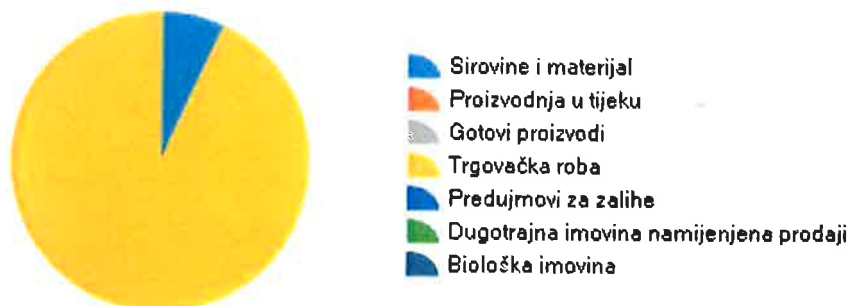 Sirovine i materijal
Proizvodnja u tijeku
Gotovi proizvodi
Trgovačka roba
Predujmovi za zalihe
Dugotrajna imovina namijenjena prodaji
Biološka imovina